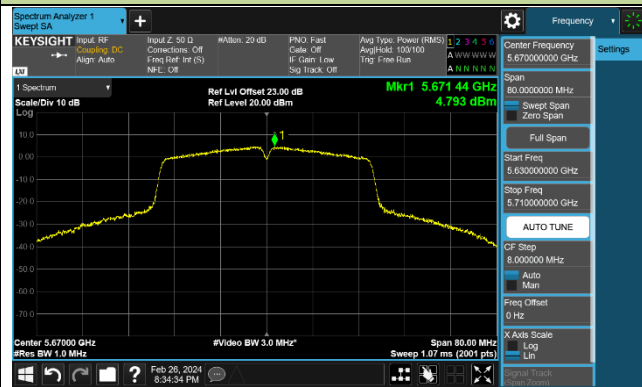 Spectrum Analyzer 1
Swept SA
Frequency
KEYSIGHT
Input: RF
Coupling: DC
Align: Auto
Input Z: 50 Ω
Corrections: Off
Freq Ref: Int (S)
NFE: Off
#Atten: 20 dB
PNO: Fast
Gate: Off
IF Gain: Low
Sig Track: Off
Avg Type: Power (RMS)
Avg|Hold: 100/100
Trig: Free Run
1 2 3 4 5 6
A W W W W W
A N N N N N
LXI
1 Spectrum
Scale/Div 10 dB
Log
Ref Lvl Offset 23.00 dB
Ref Level 20.00 dBm
Mkr1 5.671 44 GHz
4.793 dBm
1
10.0
0.00
-10.0
-20.0
-30.0
-40.0
-50.0
-60.0
-70.0
Center 5.67000 GHz
#Res BW 1.0 MHz
#Video BW 3.0 MHz*
Span 80.00 MHz
Sweep 1.07 ms (2001 pts)
Center Frequency
5.670000000 GHz
Settings
Span
80.0000000 MHz
Swept Span
Zero Span
Full Span
Start Freq
5.630000000 GHz
Stop Freq
5.710000000 GHz
AUTO TUNE
CF Step
8.000000 MHz
Auto
Man
Freq Offset
0 Hz
X Axis Scale
Log
Lin
Signal Track
(Span Zoom)
?
Feb 26, 2024
8:34:34 PM